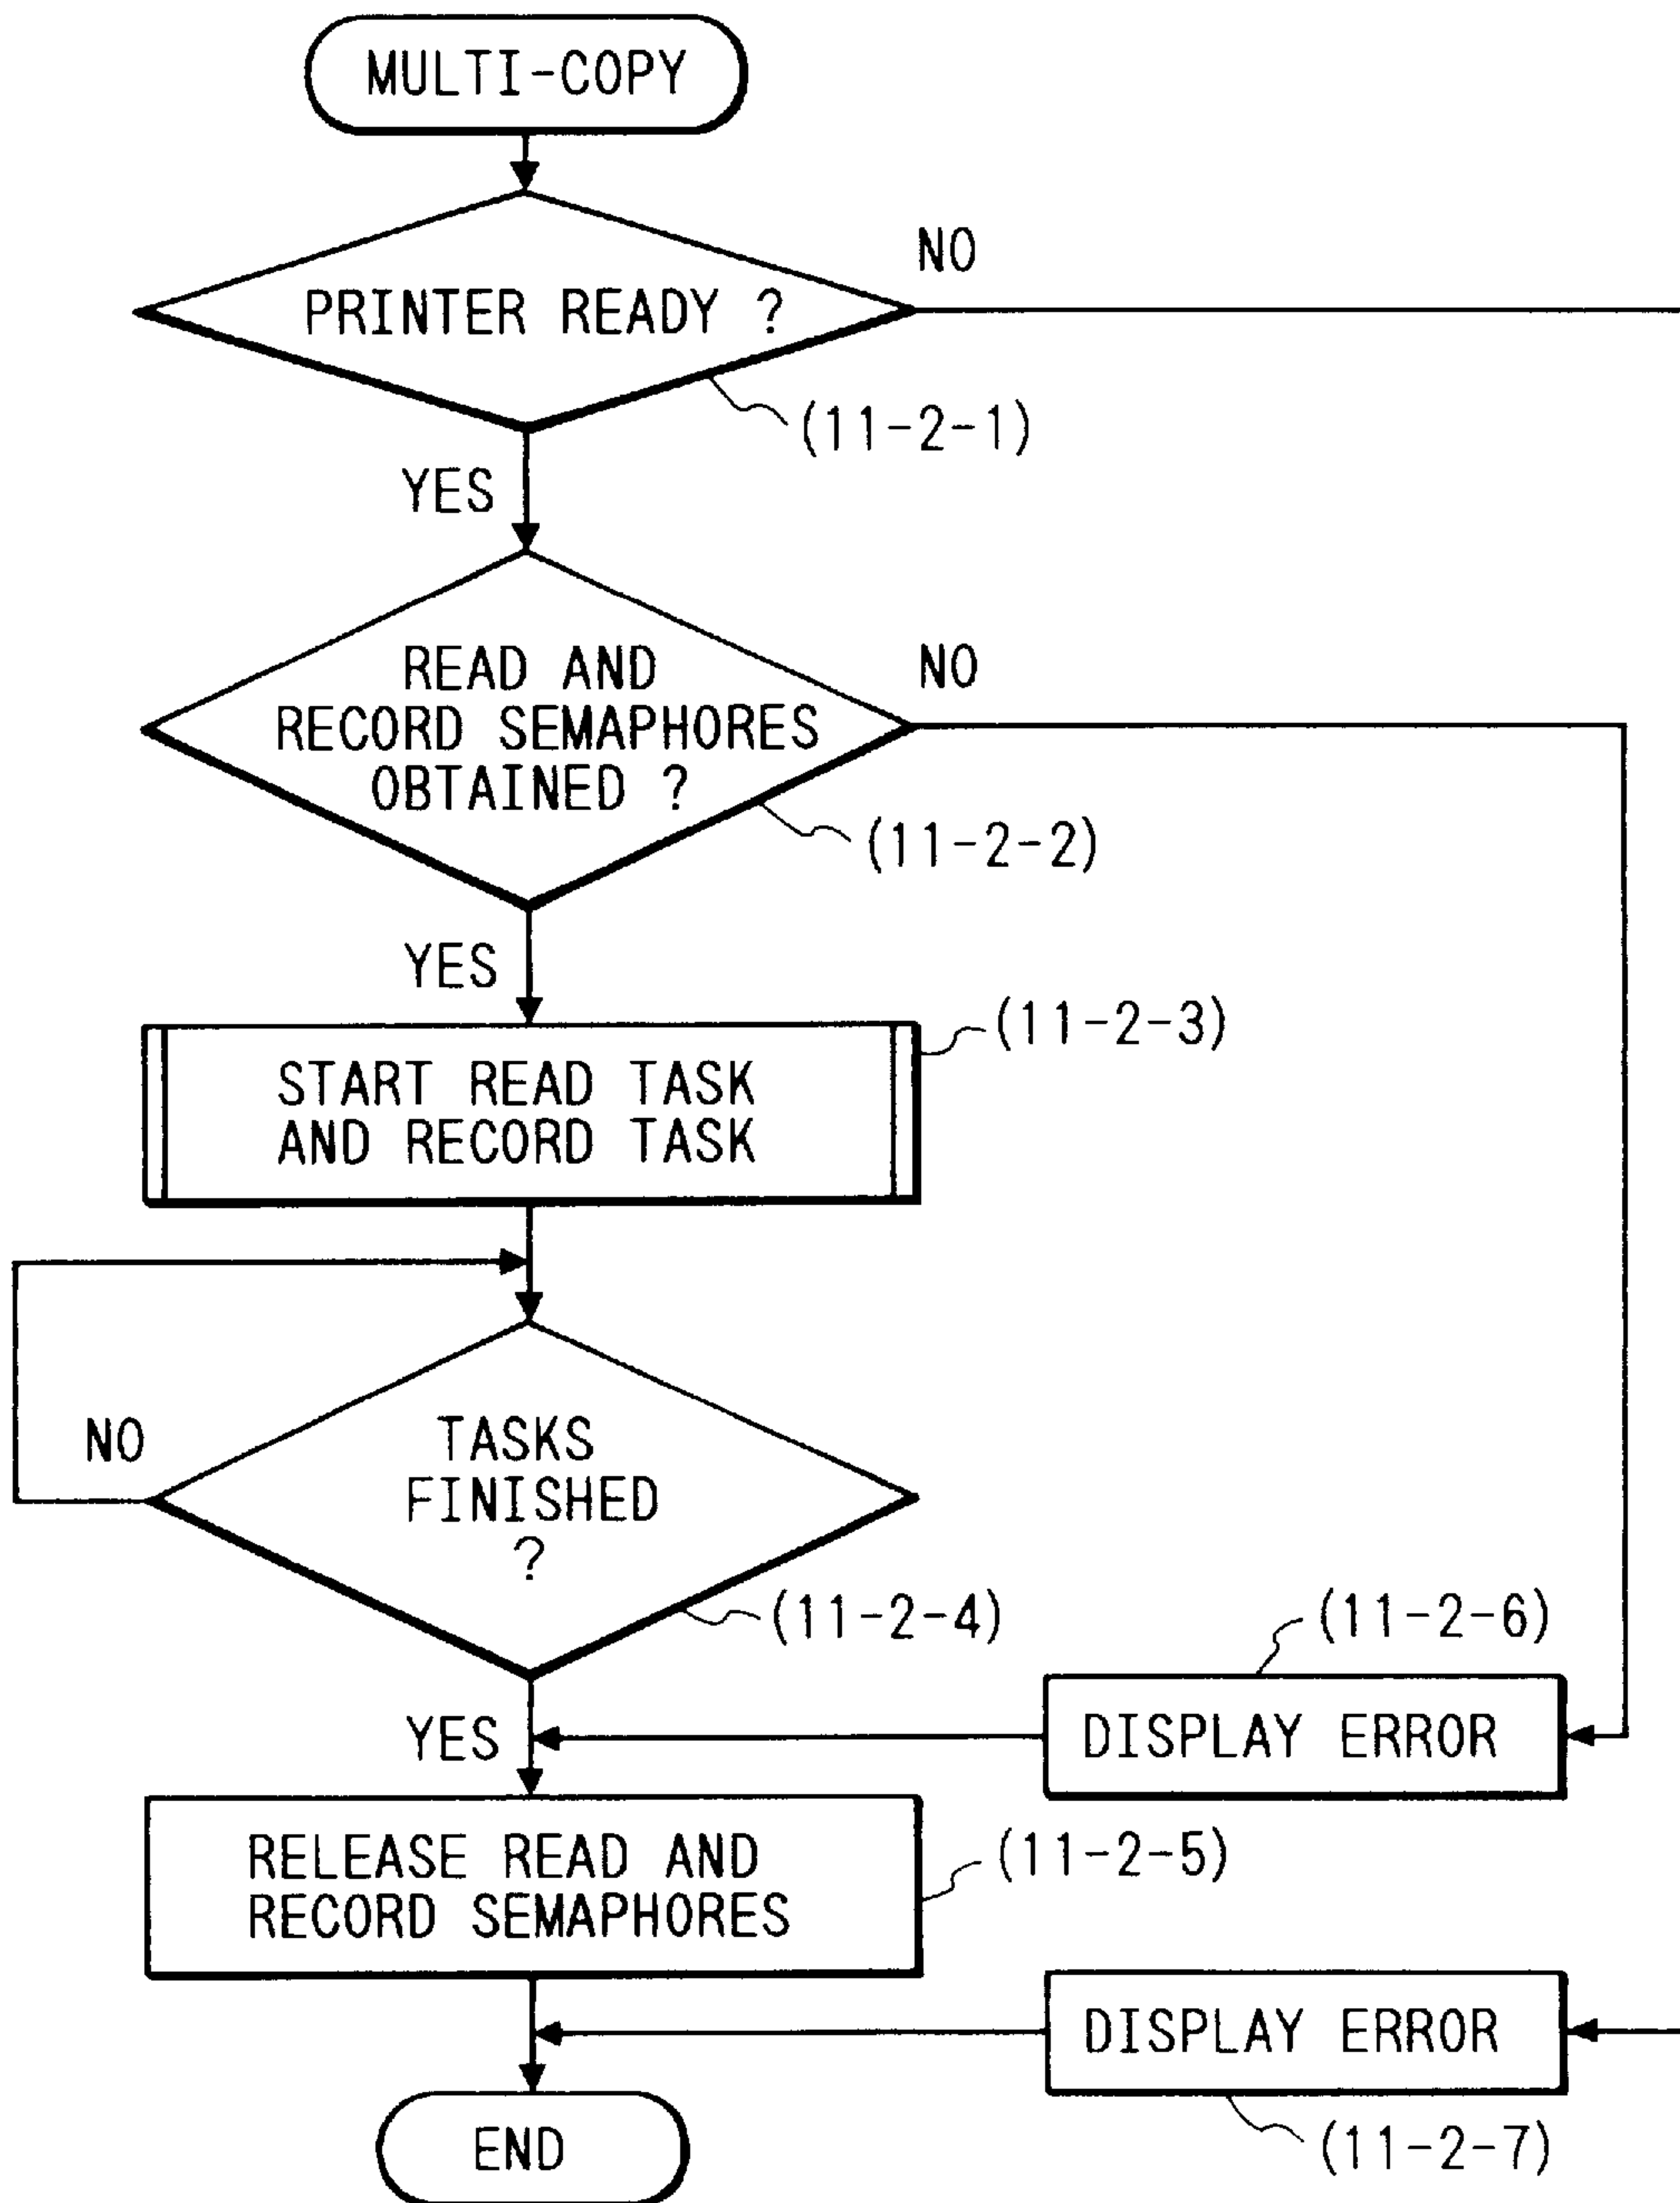 MULTI-COPY
NO
PRINTER READY ?
(11-2-1)
YES
READ AND
RECORD SEMAPHORES
OBTAINED ?
NO
(11-2-2)
YES
(11-2-3)
START READ TASK
AND RECORD TASK
NO
TASKS
FINISHED
?
(11-2-4)
(11-2-6)
YES
DISPLAY ERROR
RELEASE READ AND
RECORD SEMAPHORES
(11-2-5)
DISPLAY ERROR
END
(11-2-7)